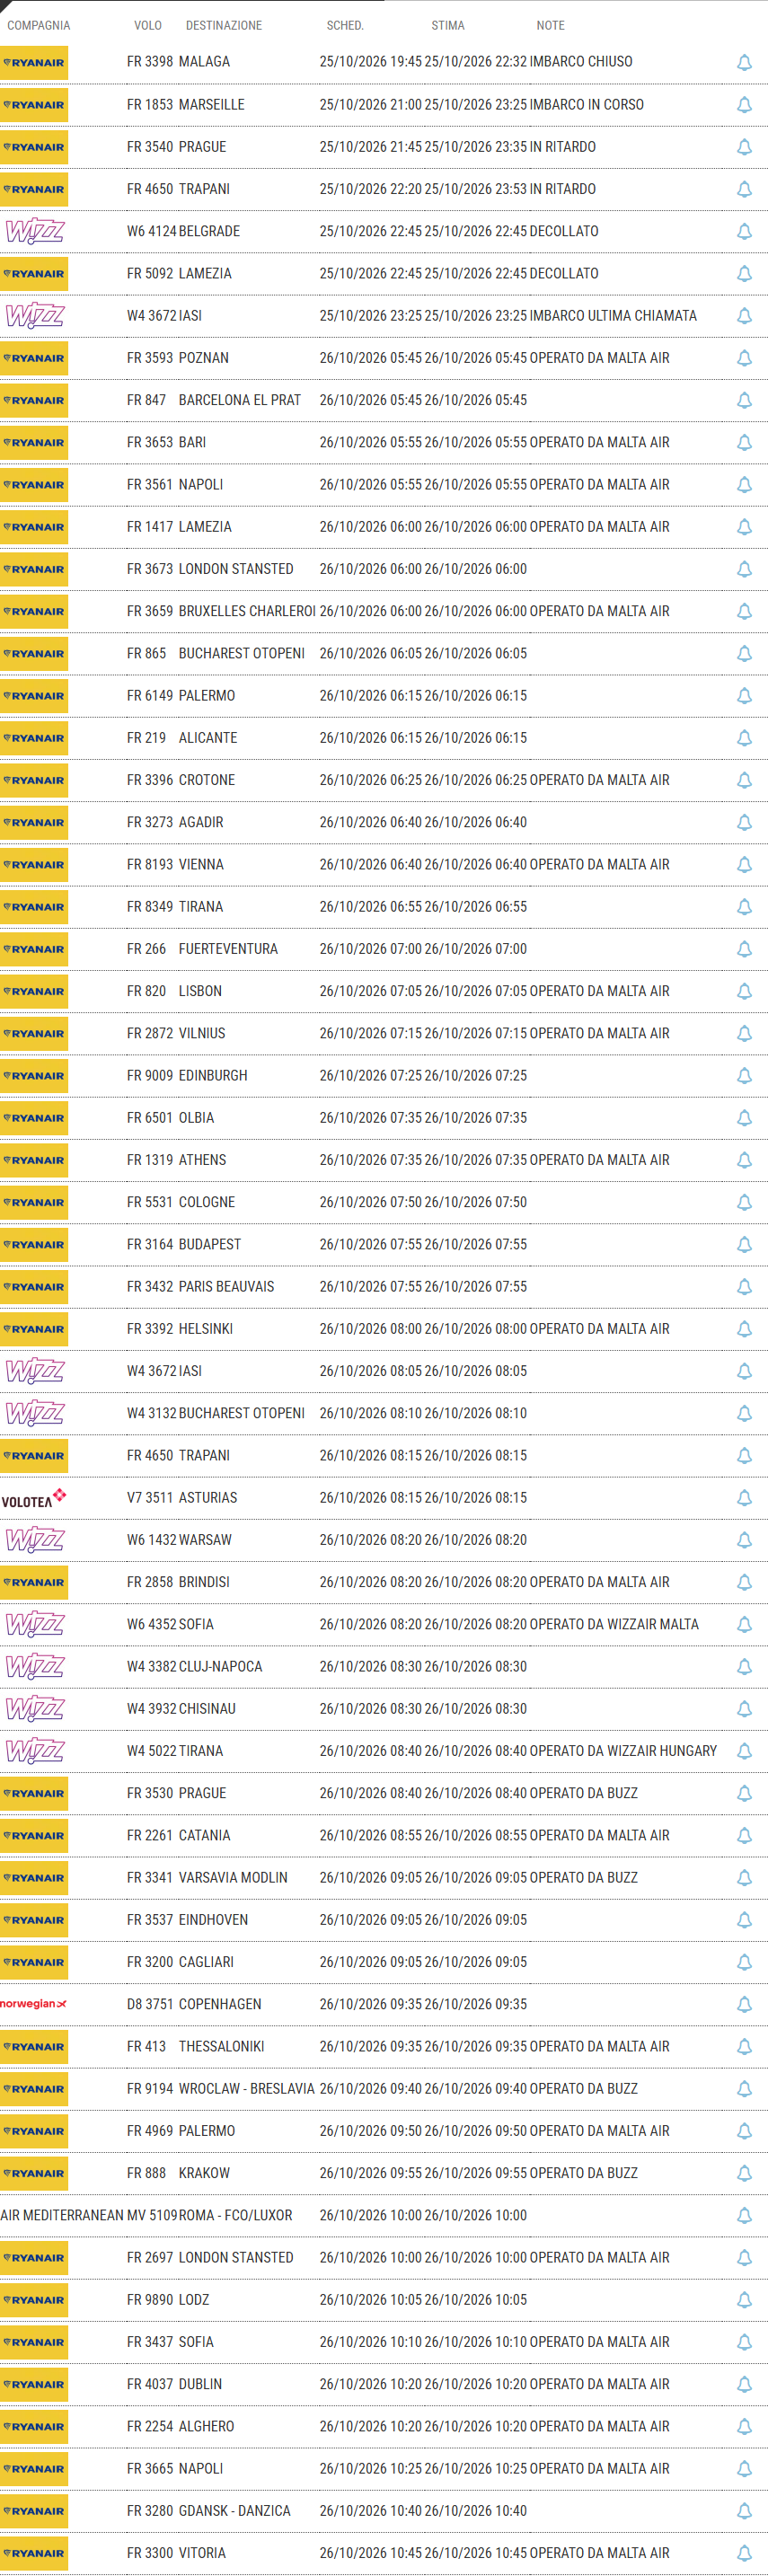 COMPAGNIA VOLO DESTINAZIONE SCHED. STIMA NOTE
RYANAIR FR 3398 MALAGA 25/10/2026 19:45 25/10/2026 22:32 IMBARCO CHIUSO
RYANAIR FR 1853 MARSEILLE 25/10/2026 21:00 25/10/2026 23:25 IMBARCO IN CORSO
RYANAIR FR 3540 PRAGUE 25/10/2026 21:45 25/10/2026 23:35 IN RITARDO
RYANAIR FR 4650 TRAPANI 25/10/2026 22:20 25/10/2026 23:53 IN RITARDO
WIZZ W6 4124 BELGRADE 25/10/2026 22:45 25/10/2026 22:45 DECOLLATO
RYANAIR FR 5092 LAMEZIA 25/10/2026 22:45 25/10/2026 22:45 DECOLLATO
WIZZ W4 3672 IASI 25/10/2026 23:25 25/10/2026 23:25 IMBARCO ULTIMA CHIAMATA
RYANAIR FR 3593 POZNAN 26/10/2026 05:45 26/10/2026 05:45 OPERATO DA MALTA AIR
RYANAIR FR 847 BARCELONA EL PRAT 26/10/2026 05:45 26/10/2026 05:45
RYANAIR FR 3653 BARI 26/10/2026 05:55 26/10/2026 05:55 OPERATO DA MALTA AIR
RYANAIR FR 3561 NAPOLI 26/10/2026 05:55 26/10/2026 05:55 OPERATO DA MALTA AIR
RYANAIR FR 1417 LAMEZIA 26/10/2026 06:00 26/10/2026 06:00 OPERATO DA MALTA AIR
RYANAIR FR 3673 LONDON STANSTED 26/10/2026 06:00 26/10/2026 06:00
RYANAIR FR 3659 BRUXELLES CHARLEROI 26/10/2026 06:00 26/10/2026 06:00 OPERATO DA MALTA AIR
RYANAIR FR 865 BUCHAREST OTOPENI 26/10/2026 06:05 26/10/2026 06:05
RYANAIR FR 6149 PALERMO 26/10/2026 06:15 26/10/2026 06:15
RYANAIR FR 219 ALICANTE 26/10/2026 06:15 26/10/2026 06:15
RYANAIR FR 3396 CROTONE 26/10/2026 06:25 26/10/2026 06:25 OPERATO DA MALTA AIR
RYANAIR FR 3273 AGADIR 26/10/2026 06:40 26/10/2026 06:40
RYANAIR FR 8193 VIENNA 26/10/2026 06:40 26/10/2026 06:40 OPERATO DA MALTA AIR
RYANAIR FR 8349 TIRANA 26/10/2026 06:55 26/10/2026 06:55
RYANAIR FR 266 FUERTEVENTURA 26/10/2026 07:00 26/10/2026 07:00
RYANAIR FR 820 LISBON 26/10/2026 07:05 26/10/2026 07:05 OPERATO DA MALTA AIR
RYANAIR FR 2872 VILNIUS 26/10/2026 07:15 26/10/2026 07:15 OPERATO DA MALTA AIR
RYANAIR FR 9009 EDINBURGH 26/10/2026 07:25 26/10/2026 07:25
RYANAIR FR 6501 OLBIA 26/10/2026 07:35 26/10/2026 07:35
RYANAIR FR 1319 ATHENS 26/10/2026 07:35 26/10/2026 07:35 OPERATO DA MALTA AIR
RYANAIR FR 5531 COLOGNE 26/10/2026 07:50 26/10/2026 07:50
RYANAIR FR 3164 BUDAPEST 26/10/2026 07:55 26/10/2026 07:55
RYANAIR FR 3432 PARIS BEAUVAIS 26/10/2026 07:55 26/10/2026 07:55
RYANAIR FR 3392 HELSINKI 26/10/2026 08:00 26/10/2026 08:00 OPERATO DA MALTA AIR
WIZZ W4 3672 IASI 26/10/2026 08:05 26/10/2026 08:05
WIZZ W4 3132 BUCHAREST OTOPENI 26/10/2026 08:10 26/10/2026 08:10
RYANAIR FR 4650 TRAPANI 26/10/2026 08:15 26/10/2026 08:15
VOLOTEA V7 3511 ASTURIAS 26/10/2026 08:15 26/10/2026 08:15
WIZZ W6 1432 WARSAW 26/10/2026 08:20 26/10/2026 08:20
RYANAIR FR 2858 BRINDISI 26/10/2026 08:20 26/10/2026 08:20 OPERATO DA MALTA AIR
WIZZ W6 4352 SOFIA 26/10/2026 08:20 26/10/2026 08:20 OPERATO DA WIZZAIR MALTA
WIZZ W4 3382 CLUJ-NAPOCA 26/10/2026 08:30 26/10/2026 08:30
WIZZ W4 3932 CHISINAU 26/10/2026 08:30 26/10/2026 08:30
WIZZ W4 5022 TIRANA 26/10/2026 08:40 26/10/2026 08:40 OPERATO DA WIZZAIR HUNGARY
RYANAIR FR 3530 PRAGUE 26/10/2026 08:40 26/10/2026 08:40 OPERATO DA BUZZ
RYANAIR FR 2261 CATANIA 26/10/2026 08:55 26/10/2026 08:55 OPERATO DA MALTA AIR
RYANAIR FR 3341 VARSAVIA MODLIN 26/10/2026 09:05 26/10/2026 09:05 OPERATO DA BUZZ
RYANAIR FR 3537 EINDHOVEN 26/10/2026 09:05 26/10/2026 09:05
RYANAIR FR 3200 CAGLIARI 26/10/2026 09:05 26/10/2026 09:05
norwegian D8 3751 COPENHAGEN 26/10/2026 09:35 26/10/2026 09:35
RYANAIR FR 413 THESSALONIKI 26/10/2026 09:35 26/10/2026 09:35 OPERATO DA MALTA AIR
RYANAIR FR 9194 WROCLAW - BRESLAVIA 26/10/2026 09:40 26/10/2026 09:40 OPERATO DA BUZZ
RYANAIR FR 4969 PALERMO 26/10/2026 09:50 26/10/2026 09:50 OPERATO DA MALTA AIR
RYANAIR FR 888 KRAKOW 26/10/2026 09:55 26/10/2026 09:55 OPERATO DA BUZZ
AIR MEDITERRANEAN MV 5109 ROMA - FCO/LUXOR 26/10/2026 10:00 26/10/2026 10:00
RYANAIR FR 2697 LONDON STANSTED 26/10/2026 10:00 26/10/2026 10:00 OPERATO DA MALTA AIR
RYANAIR FR 9890 LODZ 26/10/2026 10:05 26/10/2026 10:05
RYANAIR FR 3437 SOFIA 26/10/2026 10:10 26/10/2026 10:10 OPERATO DA MALTA AIR
RYANAIR FR 4037 DUBLIN 26/10/2026 10:20 26/10/2026 10:20 OPERATO DA MALTA AIR
RYANAIR FR 2254 ALGHERO 26/10/2026 10:20 26/10/2026 10:20 OPERATO DA MALTA AIR
RYANAIR FR 3665 NAPOLI 26/10/2026 10:25 26/10/2026 10:25 OPERATO DA MALTA AIR
RYANAIR FR 3280 GDANSK - DANZICA 26/10/2026 10:40 26/10/2026 10:40
RYANAIR FR 3300 VITORIA 26/10/2026 10:45 26/10/2026 10:45 OPERATO DA MALTA AIR